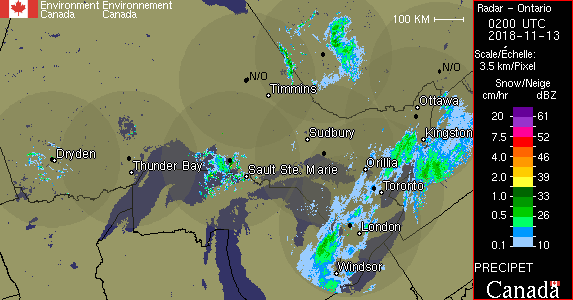 Environment Environnement
Canada Canada
100 KM
N/O
N/O
Timmins
Ottawa
Sudbury
Kingston
Dryden
Thunder Bay
Sault Ste. Marie
Orillia
Toronto
London
Windsor
Radar - Ontario
0200 UTC
2018-11-13
Scale/Échelle:
3.5 km/Pixel
Snow/Neige
cm/hr dBZ
20 61
7.5 52
4.0 46
2.0 39
1.0 33
0.5 26
0.1 10
PRECIPET
Canada